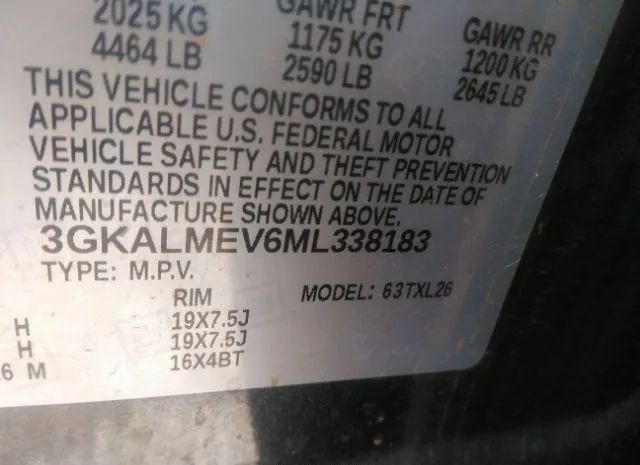 2025 KG
4464 LB
GAWR FRT
1175 KG
2590 LB
GAWR RR
1200 KG
2645 LB
THIS VEHICLE CONFORMS TO ALL
APPLICABLE U.S. FEDERAL MOTOR
VEHICLE SAFETY AND THEFT PREVENTION
STANDARDS IN EFFECT ON THE DATE OF
MANUFACTURE SHOWN ABOVE.
3GKALMEV6ML338183
TYPE: M.P.V.
MODEL: 63TXL26
RIM
H 19X7.5J
H 19X7.5J
6 M 16X4BT